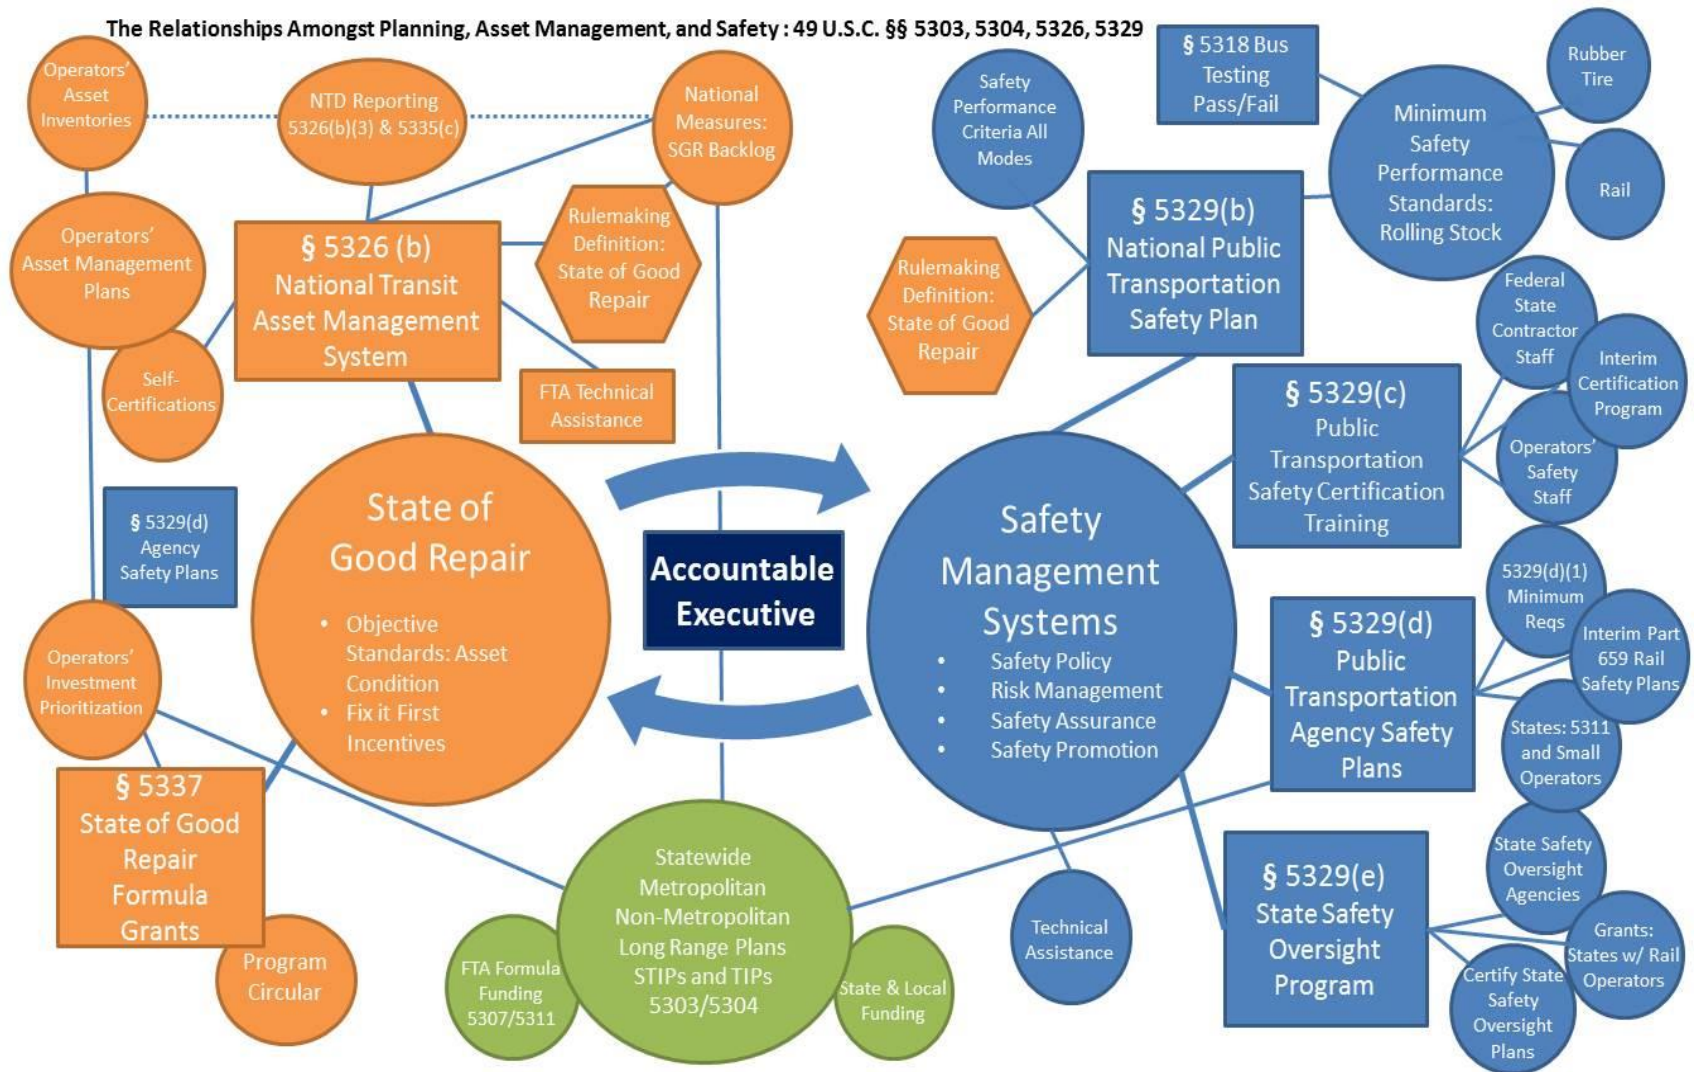 The Relationships Amongst Planning, Asset Management, and Safety : 49 U.S.C. §§ 5303, 5304, 5326, 5329
Operators'
Asset
Inventories
NTD Reporting
5326(b)(3) & 5335(c)
National
Measures:
SGR Backlog
Operators'
Asset Management
Plans
§ 5326 (b)
National Transit
Asset Management
System
Rulemaking
Definition:
State of Good
Repair
Self-
Certifications
FTA Technical
Assistance
§ 5329(d)
Agency
Safety Plans
State of
Good Repair
• Objective
Standards: Asset
Condition
• Fix it First
Incentives
Operators'
Investment
Prioritization
§ 5337
State of Good
Repair
Formula
Grants
Program
Circular
Accountable
Executive
Statewide
Metropolitan
Non-Metropolitan
Long Range Plans
STIPs and TIPs
5303/5304
FTA Formula
Funding
5307/5311
State & Local
Funding
Safety
Performance
Criteria All
Modes
§ 5318 Bus
Testing
Pass/Fail
Minimum
Safety
Performance
Standards:
Rolling Stock
Rubber
Tire
Rail
Rulemaking
Definition:
State of Good
Repair
§ 5329(b)
National Public
Transportation
Safety Plan
Safety
Management
Systems
• Safety Policy
• Risk Management
• Safety Assurance
• Safety Promotion
Technical
Assistance
§ 5329(c)
Public
Transportation
Safety Certification
Training
Federal
State
Contractor
Staff
Interim
Certification
Program
Operators'
Safety
Staff
§ 5329(d)
Public
Transportation
Agency Safety
Plans
5329(d)(1)
Minimum
Reqs
Interim Part
659 Rail
Safety Plans
States: 5311
and Small
Operators
§ 5329(e)
State Safety
Oversight
Program
State Safety
Oversight
Agencies
Grants:
States w/ Rail
Operators
Certify State
Safety
Oversight
Plans